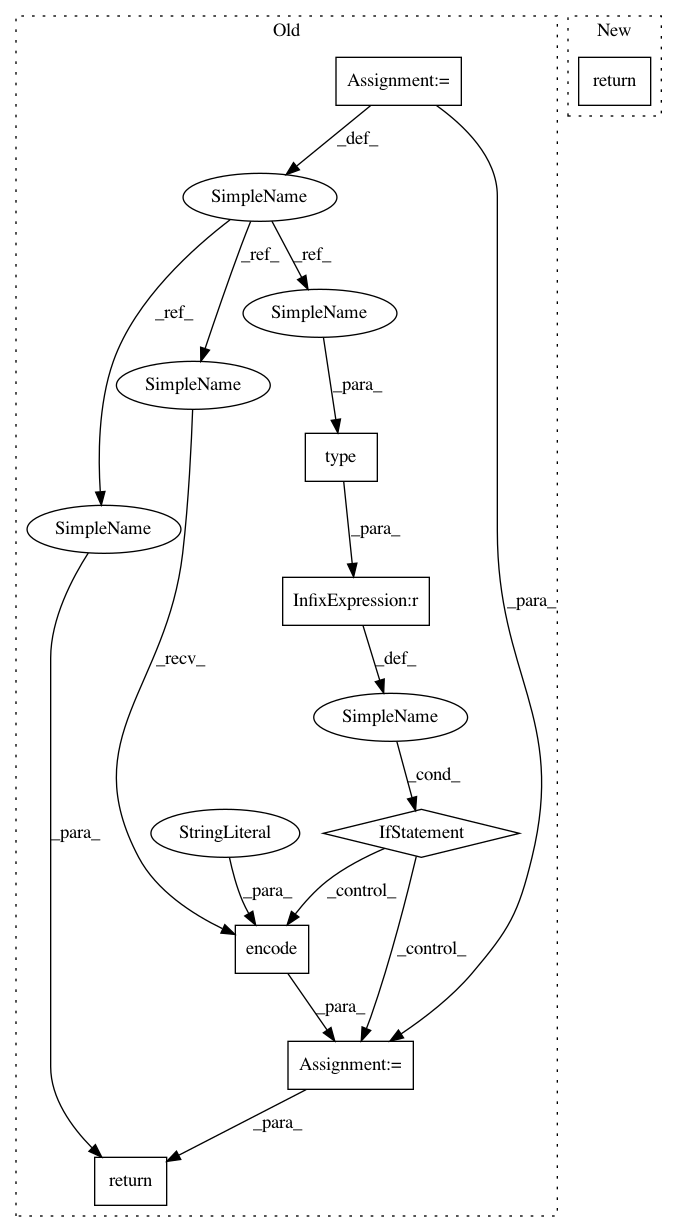 Old
New
Assignment:=
return
_def_
SimpleName
_ref_
_ref_
_ref_
SimpleName
SimpleName
_para_
type
SimpleName
_para_
InfixExpression:r
_para_
_recv_
_def_
SimpleName
_cond_
_para_
StringLiteral
IfStatement
_para_
_control_
encode
_control_
_para_
Assignment:=
_para_
return